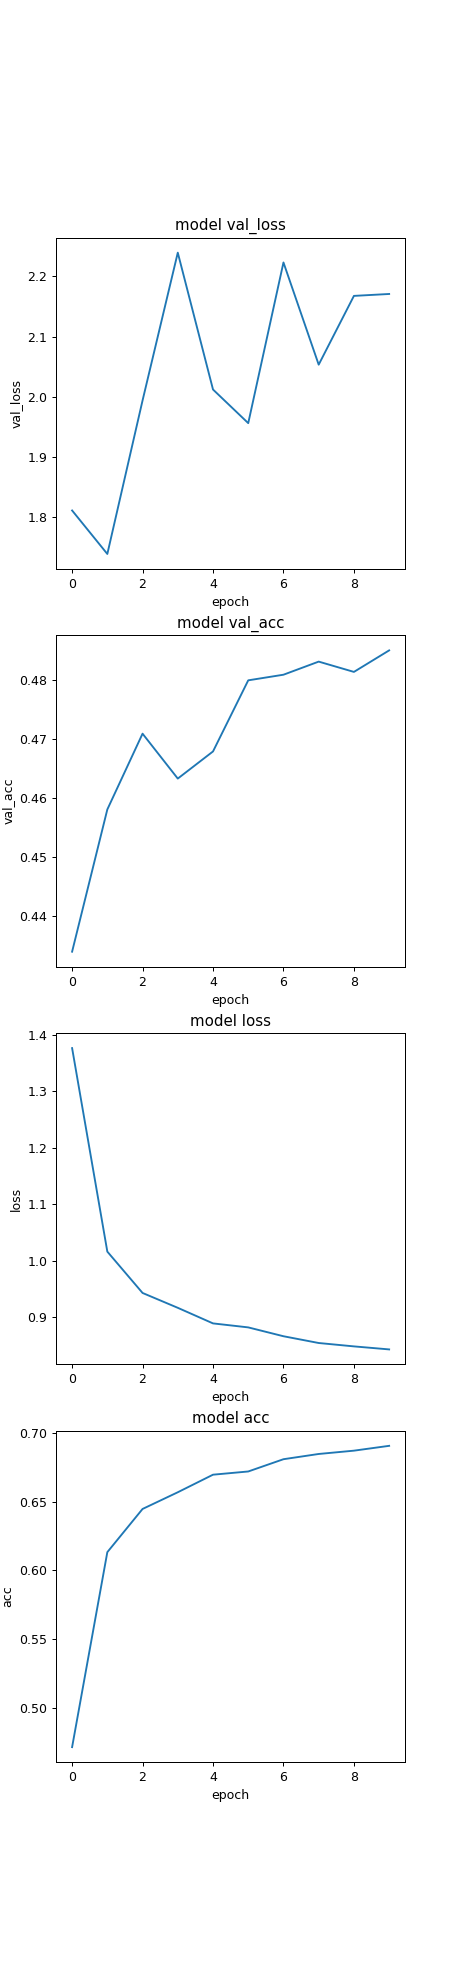 model val_loss
2.2
2.1
2.0
1.9
1.8
val_loss
0 2 4 6 8
epoch
model val_acc
0.48
0.47
0.46
0.45
0.44
val_acc
0 2 4 6 8
epoch
model loss
1.4
1.3
1.2
1.1
1.0
0.9
loss
0 2 4 6 8
epoch
model acc
0.70
0.65
0.60
0.55
0.50
acc
0 2 4 6 8
epoch